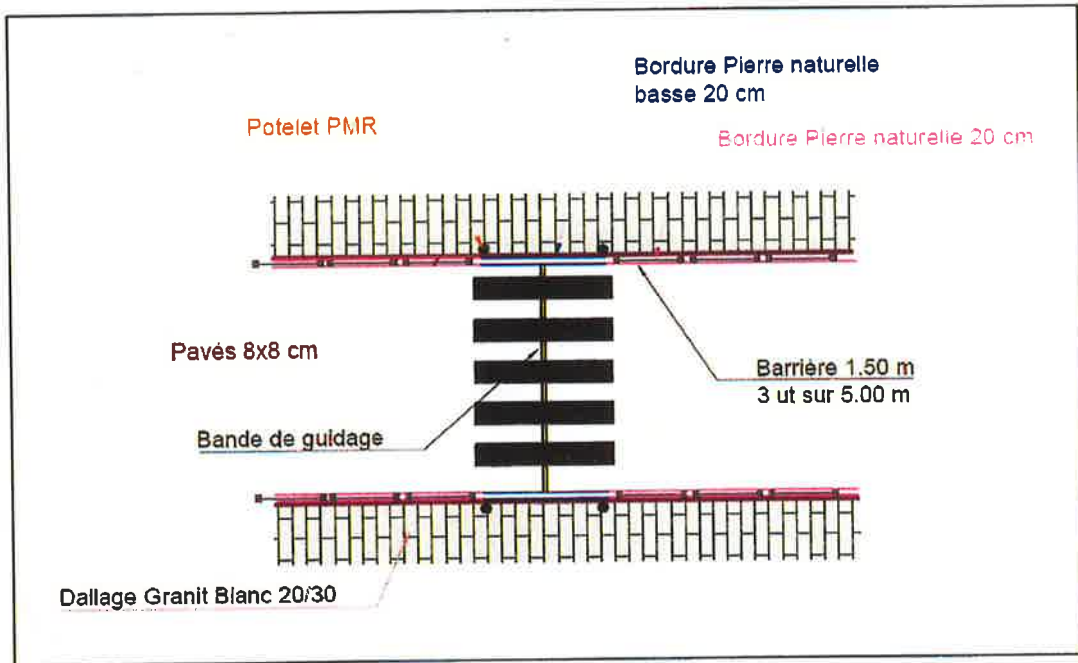 Bordure Pierre naturelle
basse 20 cm
Potelet PMR
Bordure Pierre naturelle 20 cm
Pavés 8x8 cm
Barrière 1.50 m
3 ut sur 5.00 m
Bande de guidage
Dallage Granit Blanc 20/30